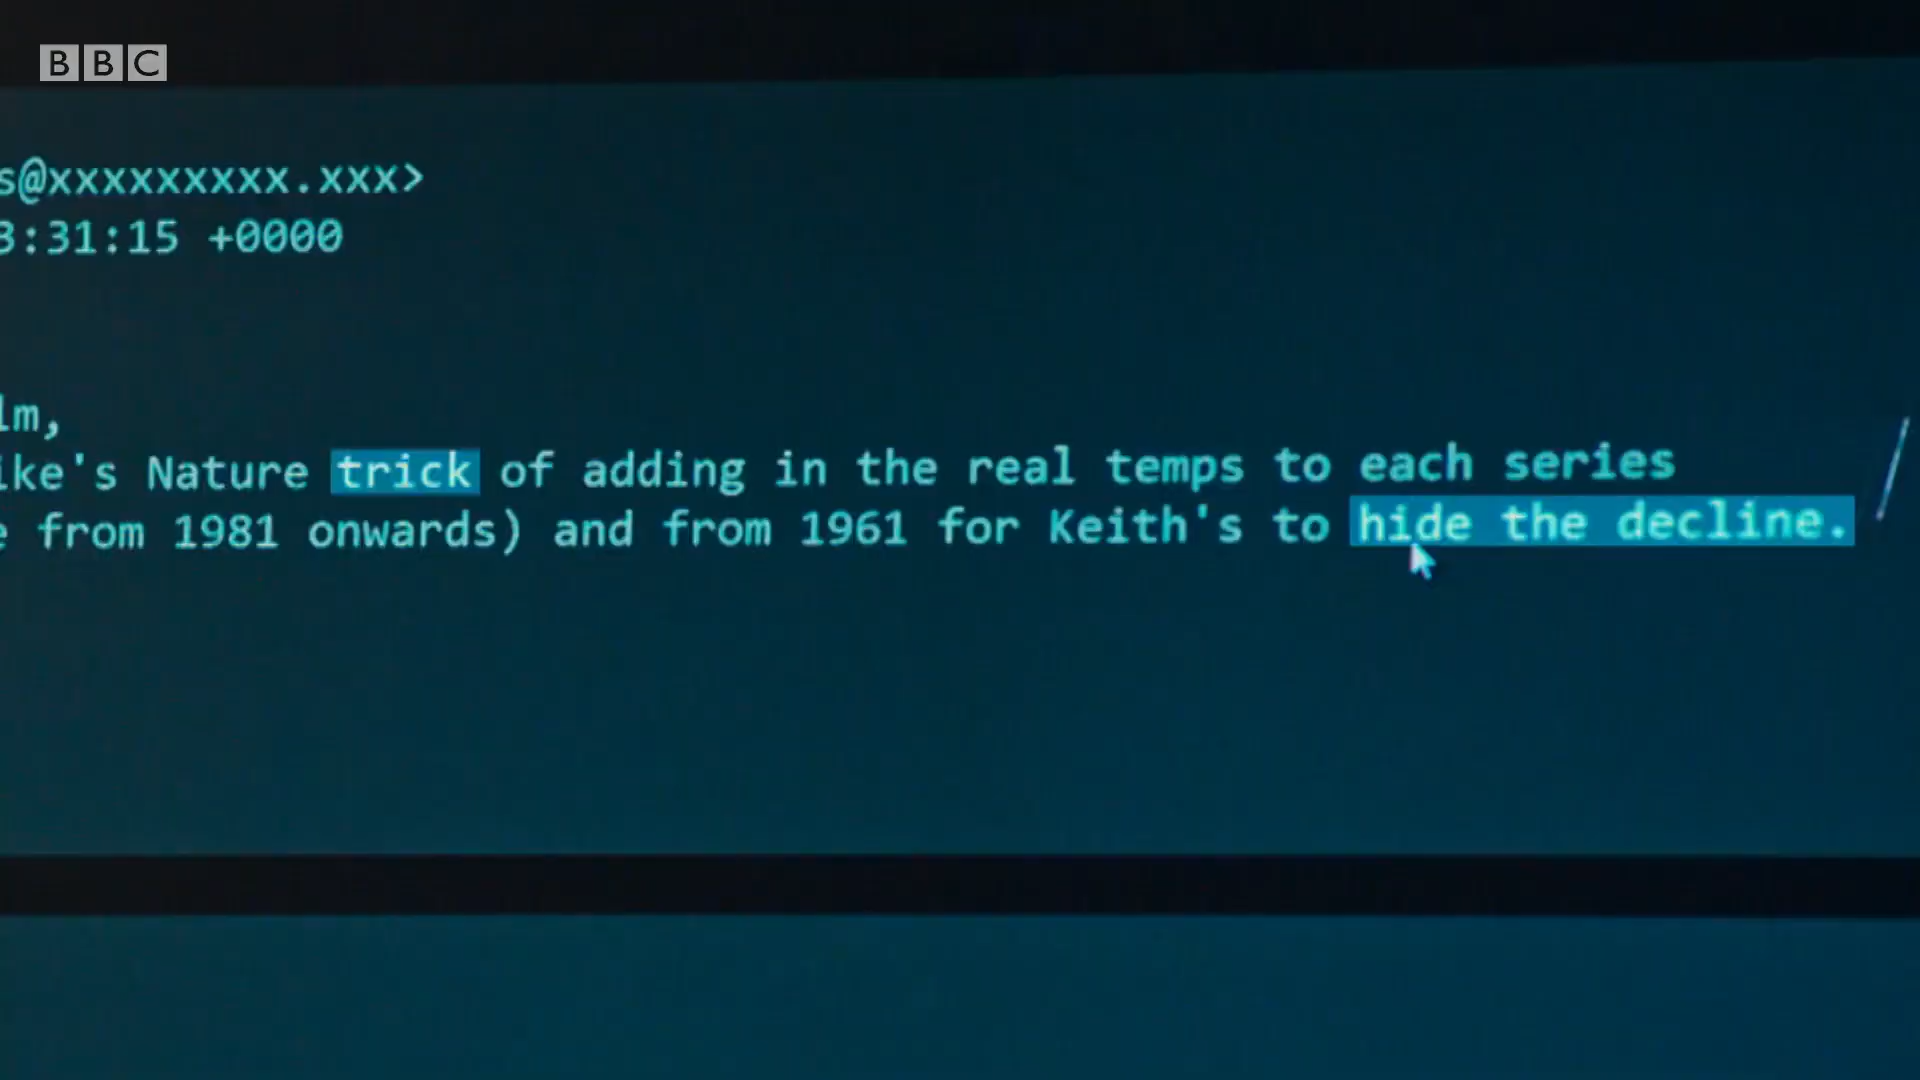 BBC
s@xxxxxxxxx.xxx>
3:31:15 +0000
lm,
ike's Nature trick of adding in the real temps to each series
e from 1981 onwards) and from 1961 for Keith's to hide the decline.